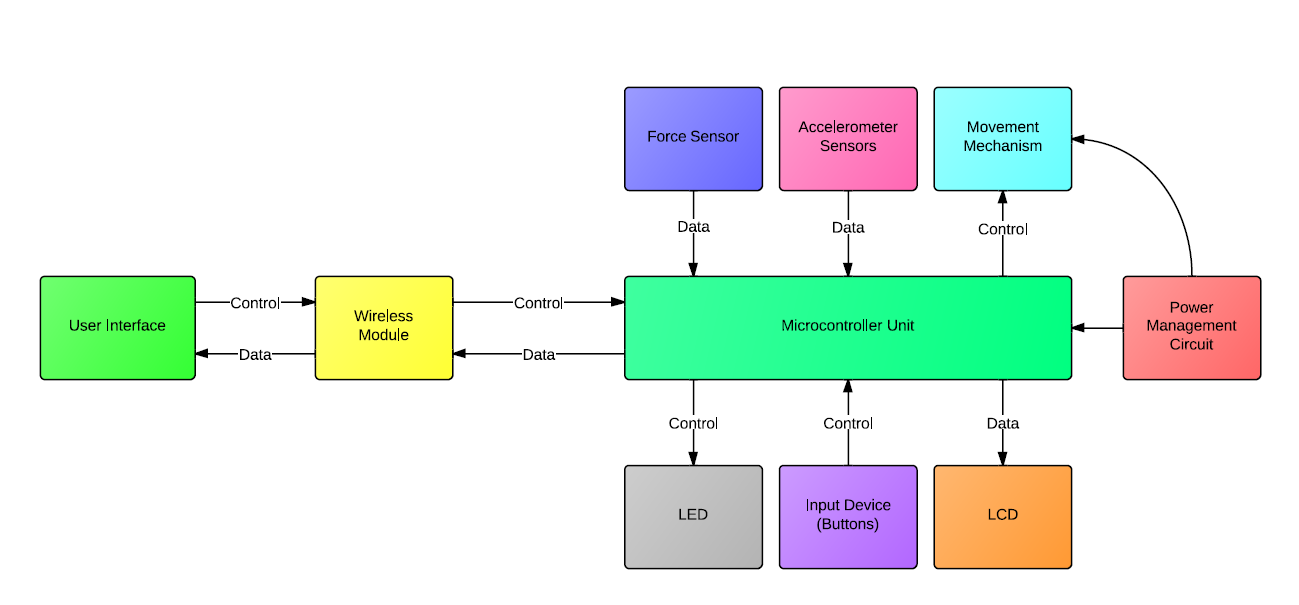 Force Sensor
Accelerometer
Sensors
Movement
Mechanism
Data
Data
Control
User Interface
Control
Data
Wireless
Module
Control
Data
Microcontroller Unit
Power
Management
Circuit
Control
Control
Data
LED
Input Device
(Buttons)
LCD